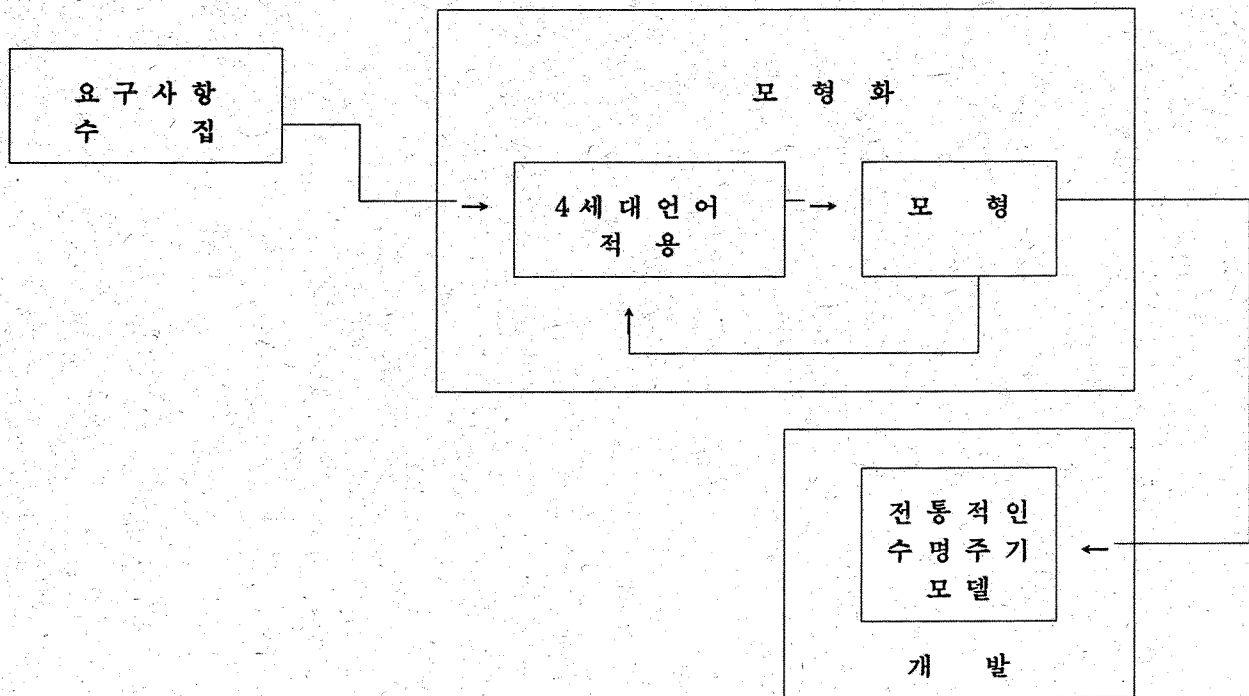 요구사항
수 집
모 형 화
4세대언어
적 용
모 형
전통적인
수명주기
모델
개 발